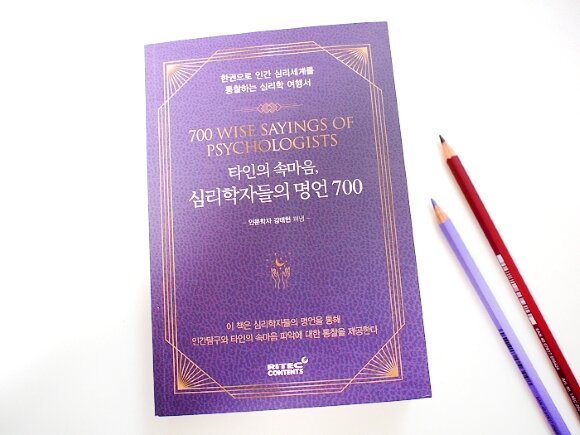 한권으로 인간 심리세계를
통찰하는 심리학 여행서
700 WISE SAYINGS OF
PSYCHOLOGISTS
타인의 속마음,
심리학자들의 명언 700
- 인문학자 김태현 저념 -
이 책은 심리학자들의 명언을 통해
인간탐구와 타인의 속마음 파악에 대한 통찰을 제공한다
RITEC
CONTENTS